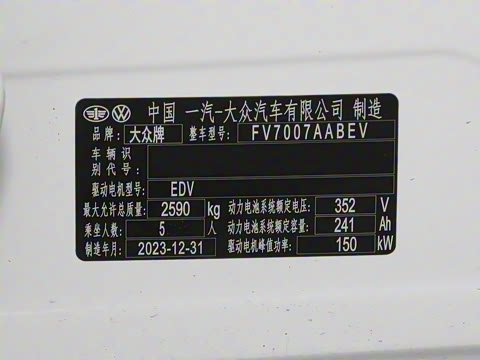 中国 一汽-大众汽车有限公司 制造
品牌: 大众牌 整车型号: FV7007AABEV
车辆识
别代号:
驱动电机型号: EDV
最大允许总质量: 2590 kg 动力电池系统额定电压: 352 V
乘坐人数: 5 人 动力电池系统额定容量: 241 Ah
制造年月: 2023-12-31 驱动电机峰值功率: 150 kW